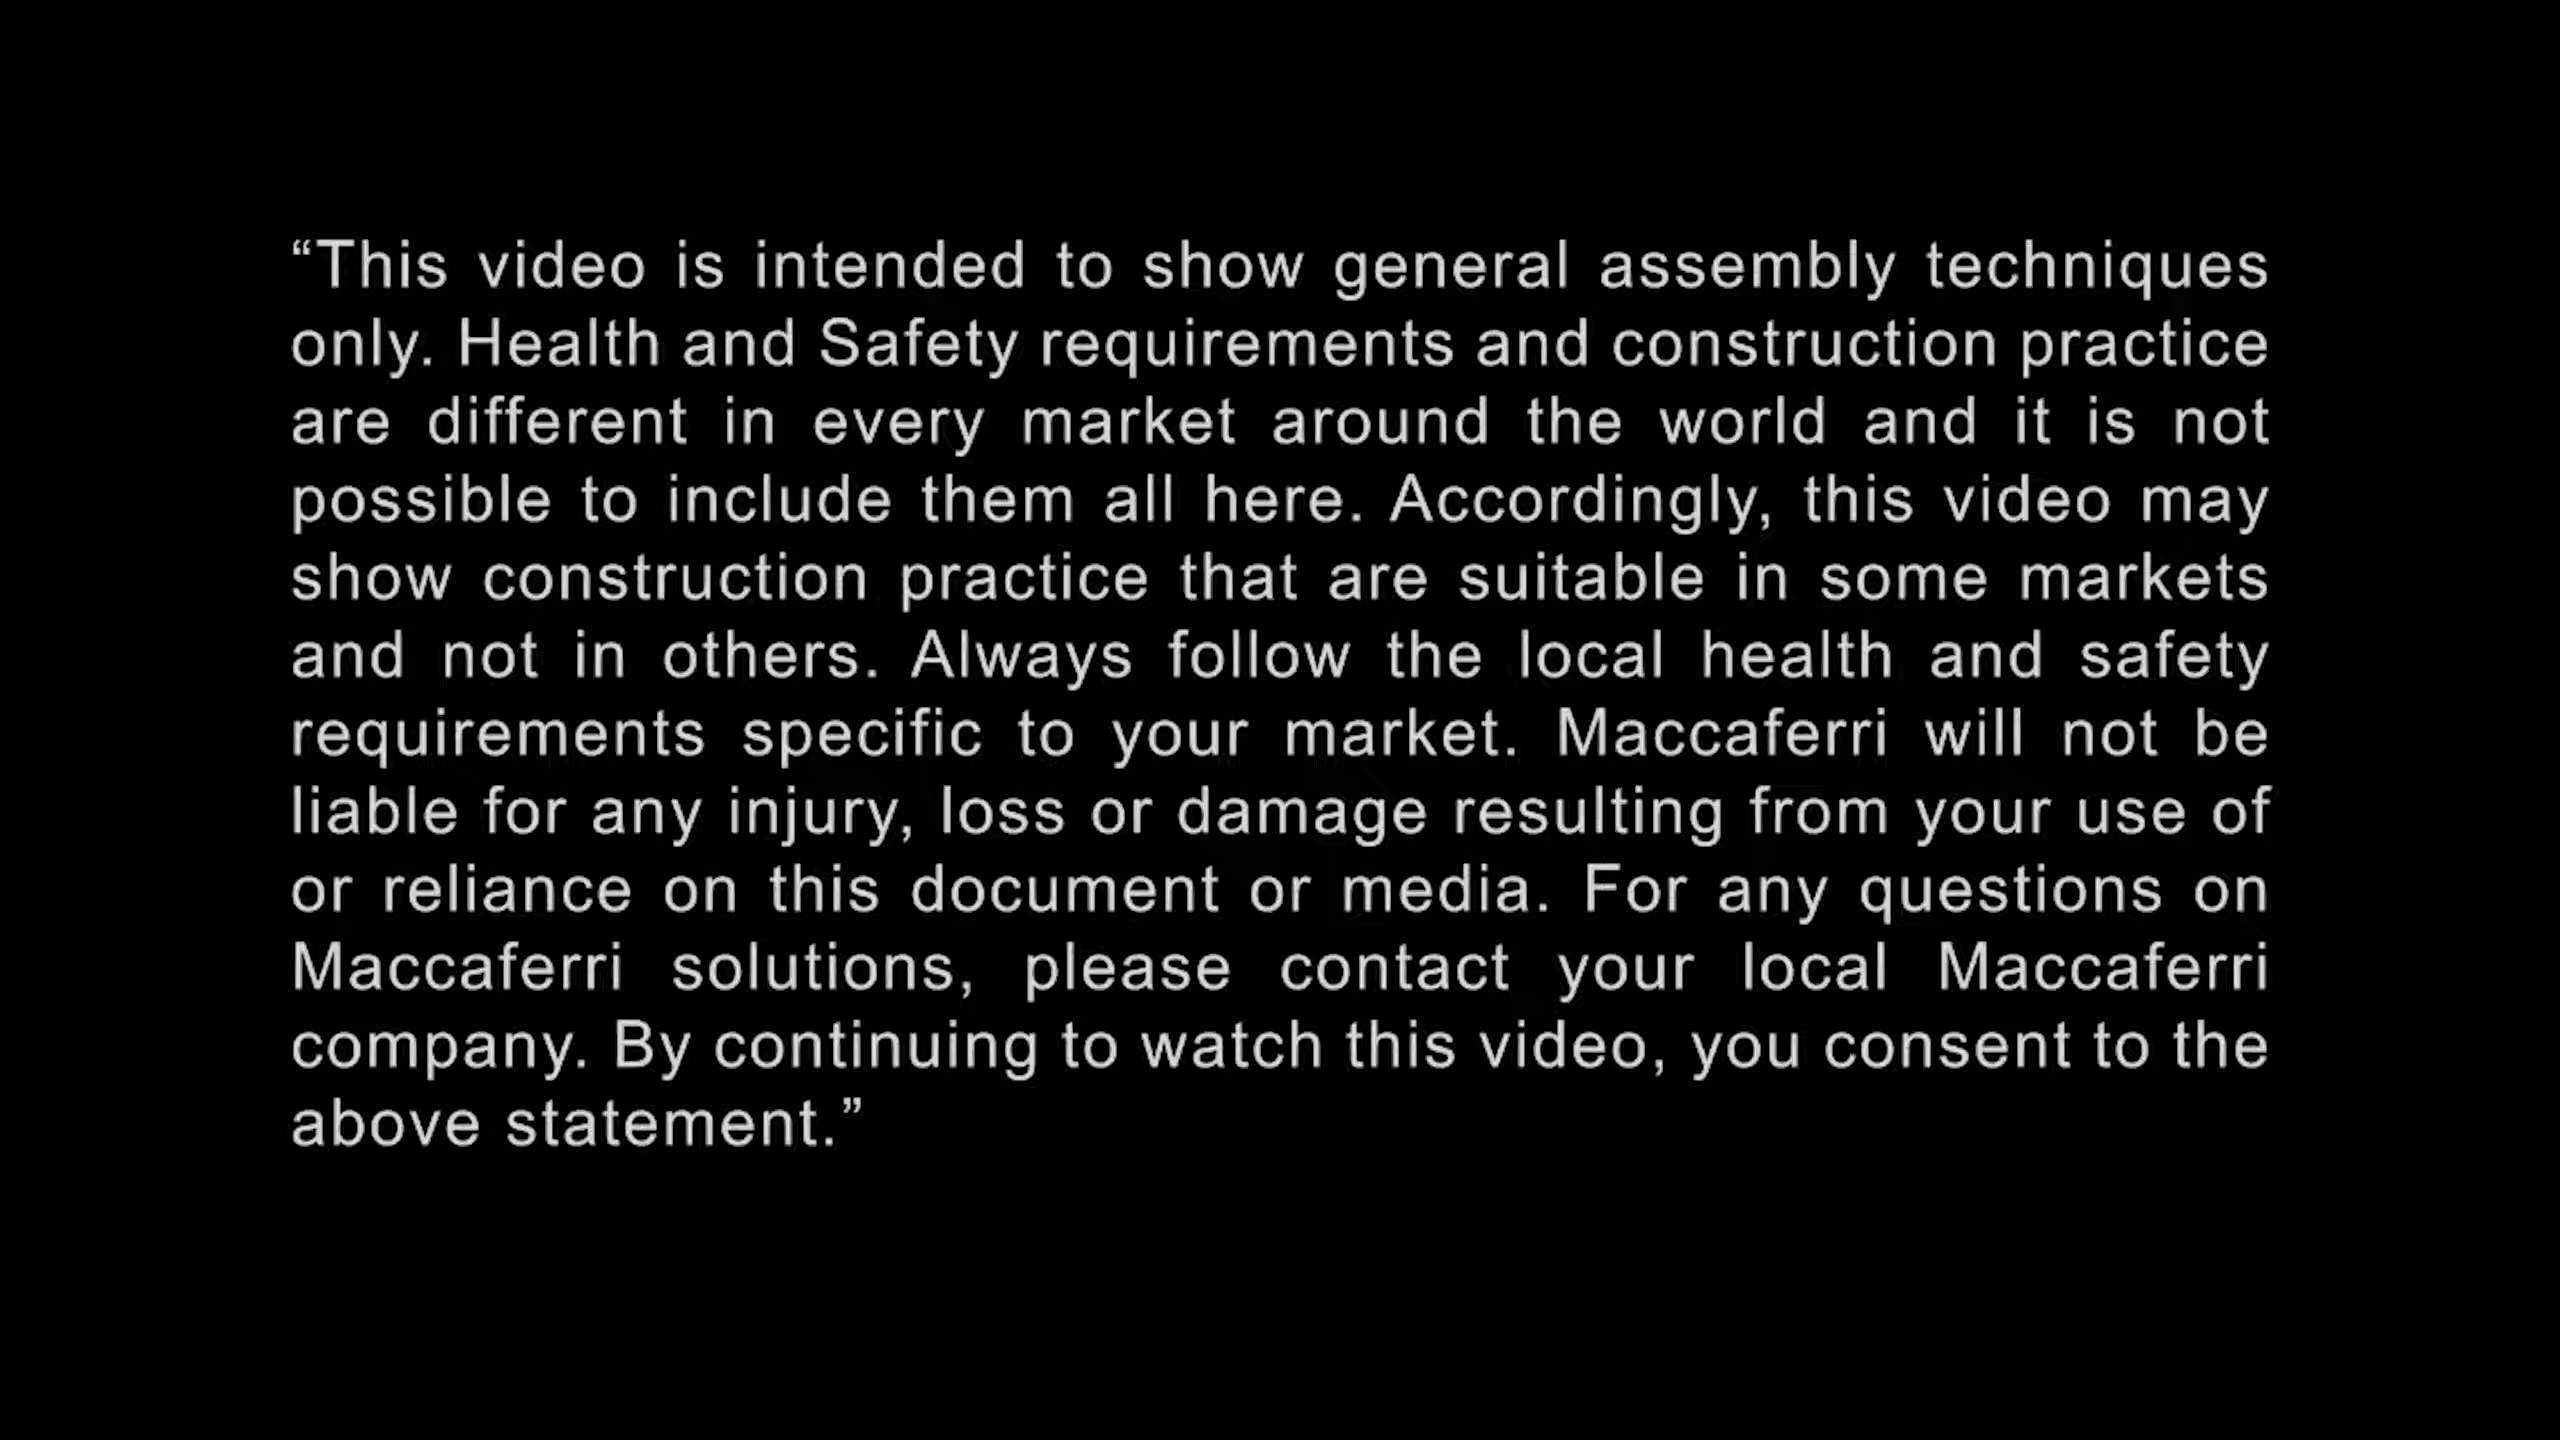 “This video is intended to show general assembly techniques
only. Health and Safety requirements and construction practice
are different in every market around the world and it is not
possible to include them all here. Accordingly, this video may
show construction practice that are suitable in some markets
and not in others. Always follow the local health and safety
requirements specific to your market. Maccaferri will not be
liable for any injury, loss or damage resulting from your use of
or reliance on this document or media. For any questions on
Maccaferri solutions, please contact your local Maccaferri
company. By continuing to watch this video, you consent to the
above statement.”